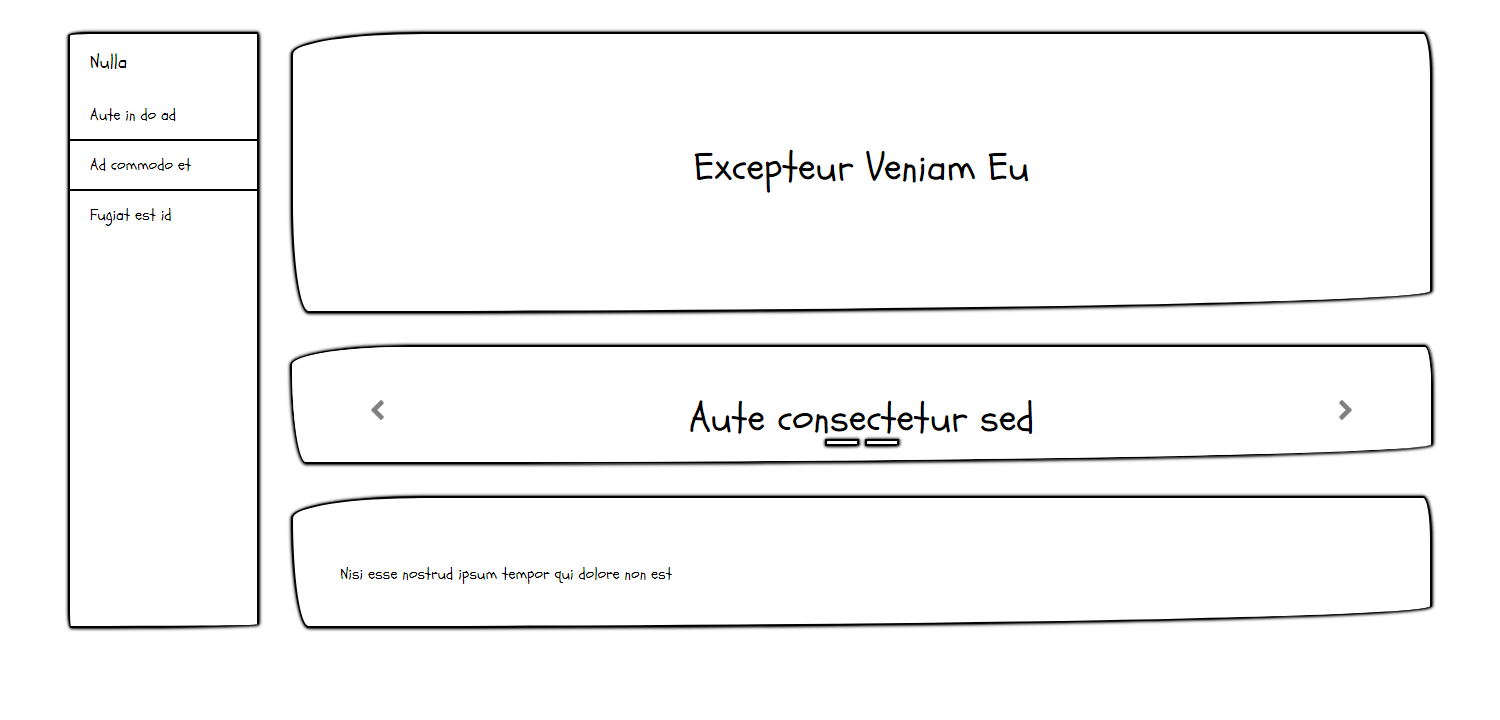 Nulla
Aute in do ad
Ad commodo et
Fugiat est id
Excepteur Veniam Eu
Aute consectetur sed
Nisi esse nostrud ipsum tempor qui dolore non est